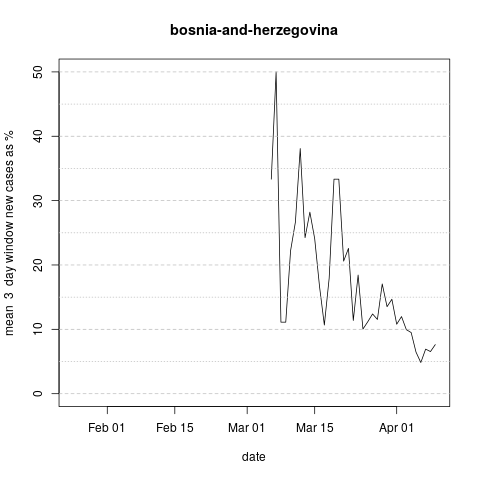 bosnia-and-herzegovina
mean 3 day window new cases as %
50
40
30
20
10
0
Feb 01 Feb 15 Mar 01 Mar 15 Apr 01
date